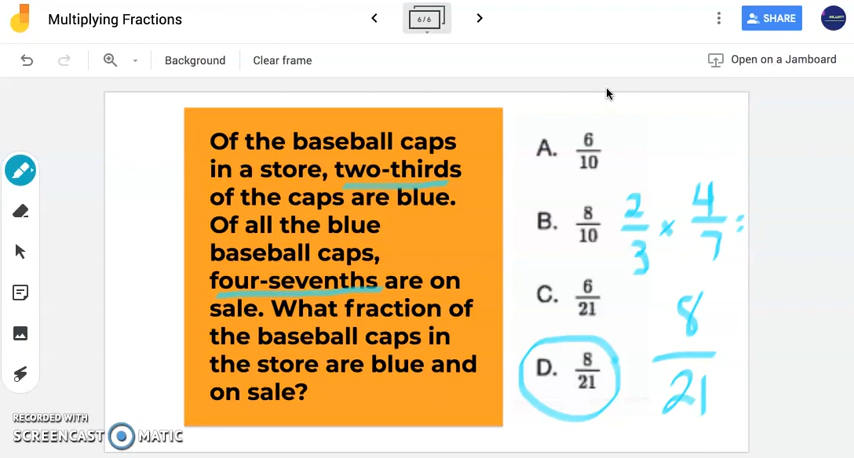 Multiplying Fractions
6 / 6
SHARE
Background
Clear frame
Open on a Jamboard
Of the baseball caps
in a store, two-thirds
of the caps are blue.
Of all the blue
baseball caps,
four-sevenths are on
sale. What fraction of
the baseball caps in
the store are blue and
on sale?
A. 6/10
B. 8/10
C. 6/21
D. 8/21
2/3 × 4/7 =
8/21
RECORDED WITH
SCREENCAST MATIC